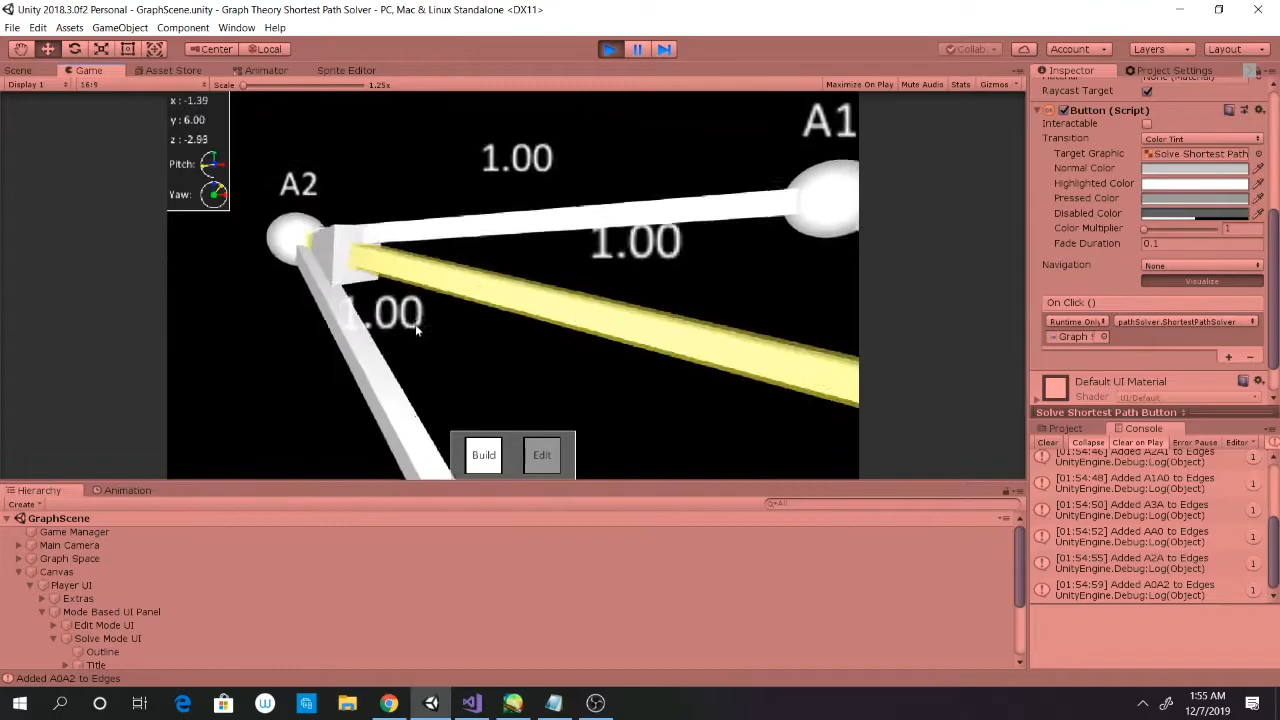 Unity 2018.3.0f2 Personal - GraphScene.unity - Graph Theory Shortest Path Solver - PC, Mac & Linux Standalone <DX11>
File Edit Assets GameObject Component Window Help
Center Local Collab Account Layers Layout
Scene Game Asset Store Animator Sprite Editor Inspector Project Settings
Display 1 16:9 Scale 1.25x Maximize On Play Mute Audio Stats Gizmos
Raycast Target
Button (Script)
Interactable
Transition Color Tint
Target Graphic Solve Shortest Path
Normal Color
Highlighted Color
Pressed Color
Disabled Color
Color Multiplier 1
Fade Duration 0.1
Navigation None
Visualize
On Click ()
Runtime Only pathSolver.ShortestPathSolver
Graph
Default UI Material
Shader UI/Default
Solve Shortest Path Button
Project Console
Clear Collapse Clear on Play Error Pause Editor
[01:54:46] Added A2A1 to Edges
UnityEngine.Debug:Log(Object) 1
[01:54:48] Added A1A0 to Edges
UnityEngine.Debug:Log(Object) 1
[01:54:50] Added A3A to Edges
UnityEngine.Debug:Log(Object) 1
[01:54:52] Added AA0 to Edges
UnityEngine.Debug:Log(Object) 1
[01:54:55] Added A2A to Edges
UnityEngine.Debug:Log(Object) 1
[01:54:59] Added A0A2 to Edges
UnityEngine.Debug:Log(Object) 1
x : -1.39
y : 6.00
z : -2.93
Pitch:
Yaw:
A1
1.00
A2
1.00
1.00
Build Edit
Hierarchy Animation
Create All
GraphScene
Game Manager
Main Camera
Graph Space
Canvas
Player UI
Extras
Mode Based UI Panel
Edit Mode UI
Solve Mode UI
Outline
Title
Added A0A2 to Edges
1:55 AM
12/7/2019